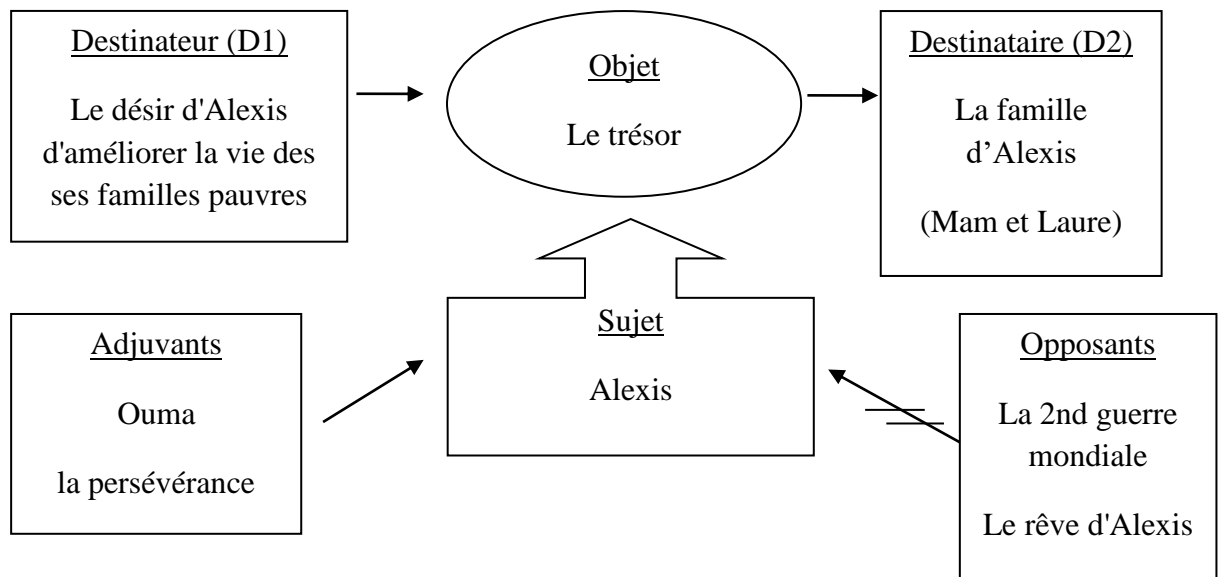 Destinateur (D1)
Le désir d'Alexis
d'améliorer la vie des
ses familles pauvres
Objet
Le trésor
Destinataire (D2)
La famille
d’Alexis
(Mam et Laure)
Adjuvants
Ouma
la persévérance
Sujet
Alexis
Opposants
La 2nd guerre
mondiale
Le rêve d'Alexis